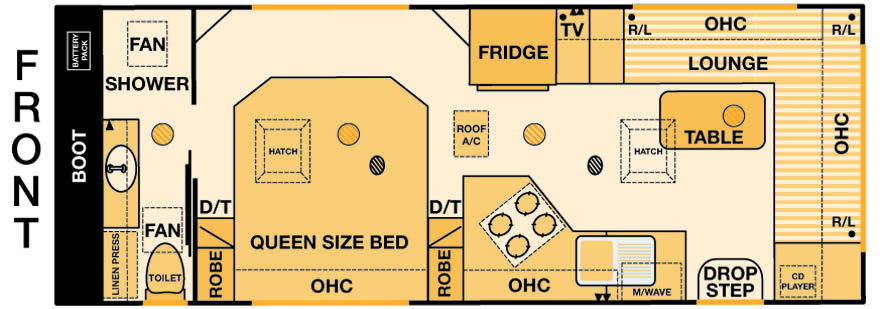 FRONT
BATTERY
PACK
BOOT
FAN
SHOWER
FAN
LINEN PRESS
TOILET
D/T
ROBE
HATCH
QUEEN SIZE BED
OHC
D/T
ROBE
FRIDGE
TV
R/L
OHC
R/L
LOUNGE
ROOF
A/C
HATCH
TABLE
OHC
R/L
OHC
M/WAVE
DROP
STEP
CD
PLAYER